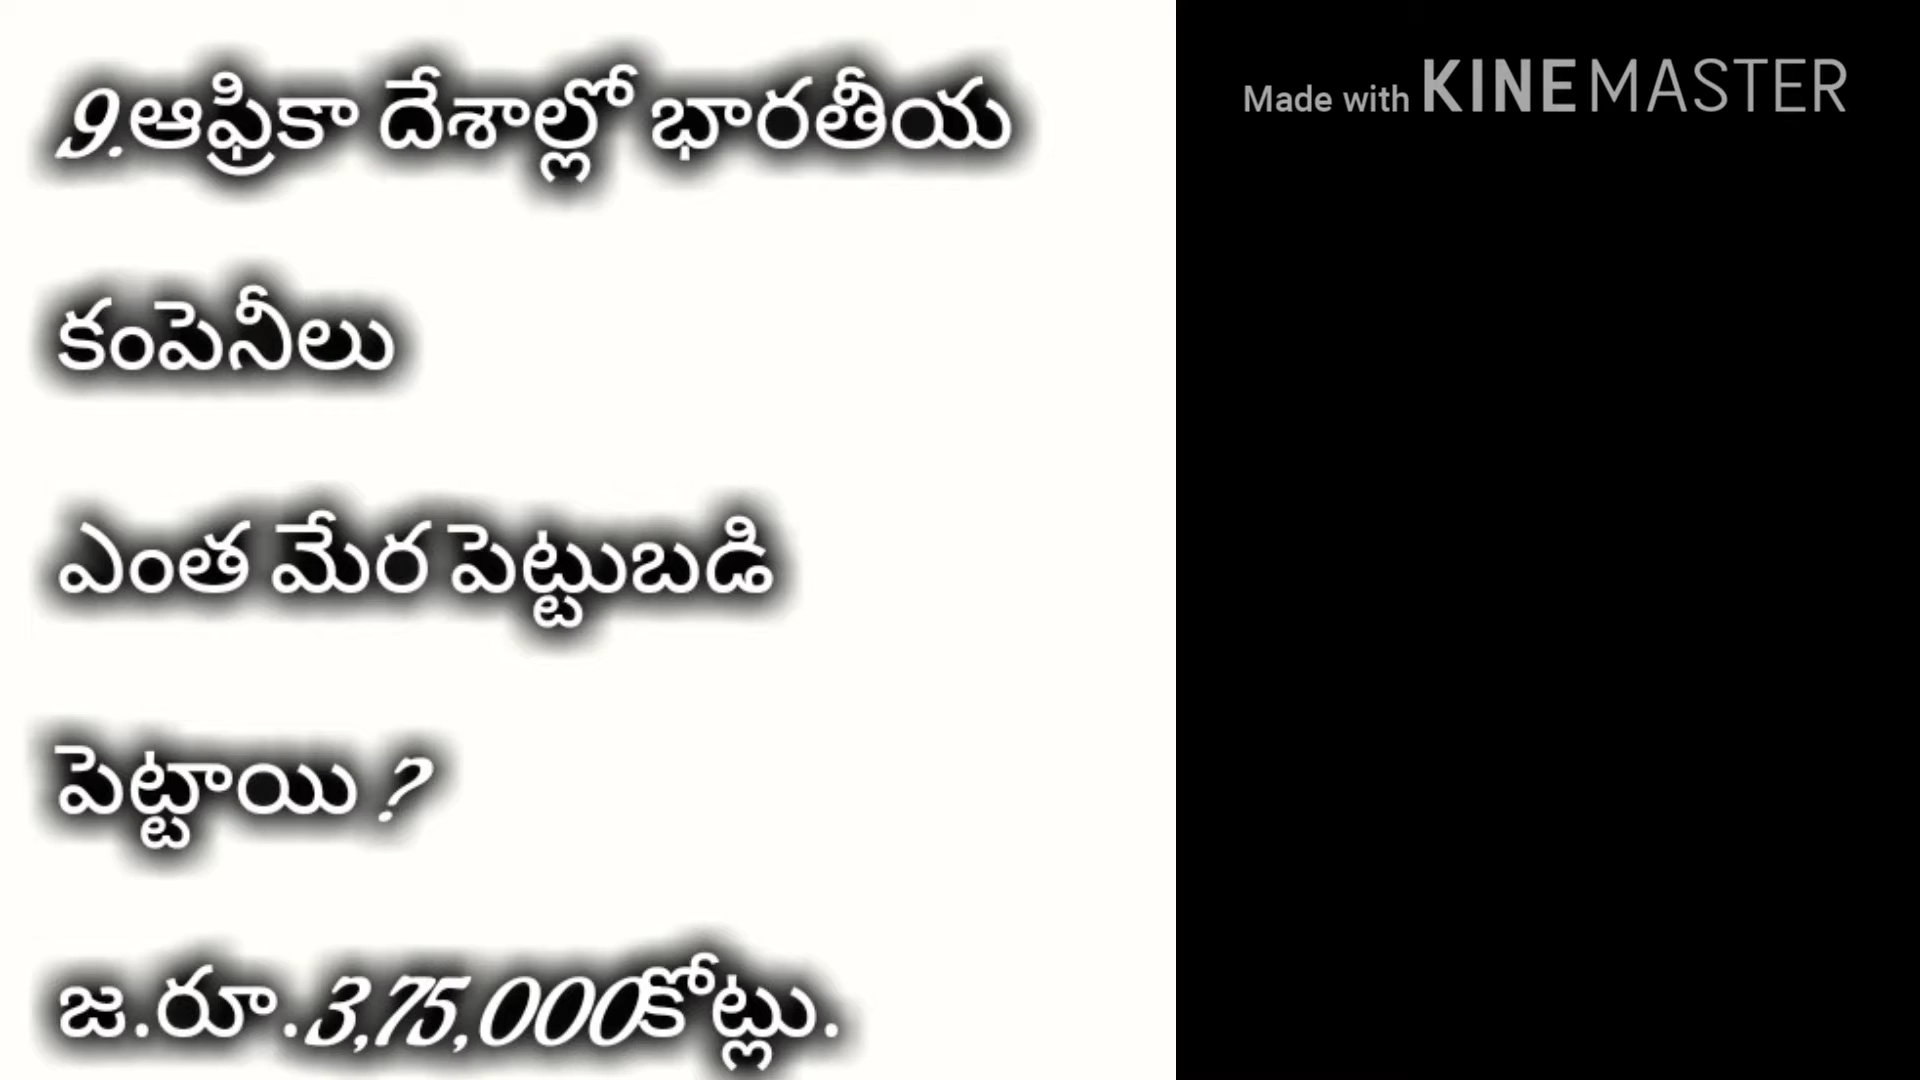 9.ఆఫ్రికా దేశాల్లో భారతీయ
కంపెనీలు
ఎంత మేర పెట్టుబడి
పెట్టాయి ?
జ.రూ.3,75,000కోట్లు.
Made with KINEMASTER